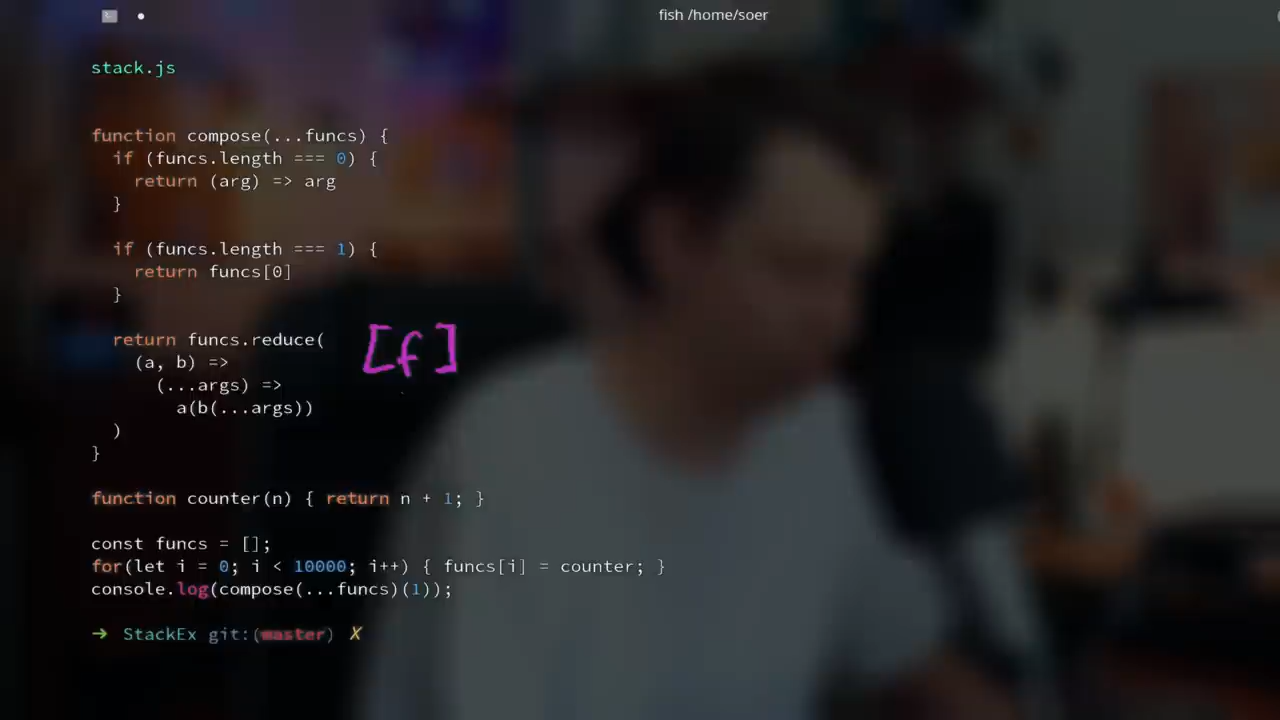 fish /home/soer
stack.js
function compose(...funcs) {
  if (funcs.length === 0) {
    return (arg) => arg
  }
  if (funcs.length === 1) {
    return funcs[0]
  }
  return funcs.reduce(
    (a, b) =>
      (...args) =>
        a(b(...args))
  )
}
[f]
function counter(n) { return n + 1; }
const funcs = [];
for(let i = 0; i < 10000; i++) { funcs[i] = counter; }
console.log(compose(...funcs)(1));
➜ StackEx git:(master) ✗